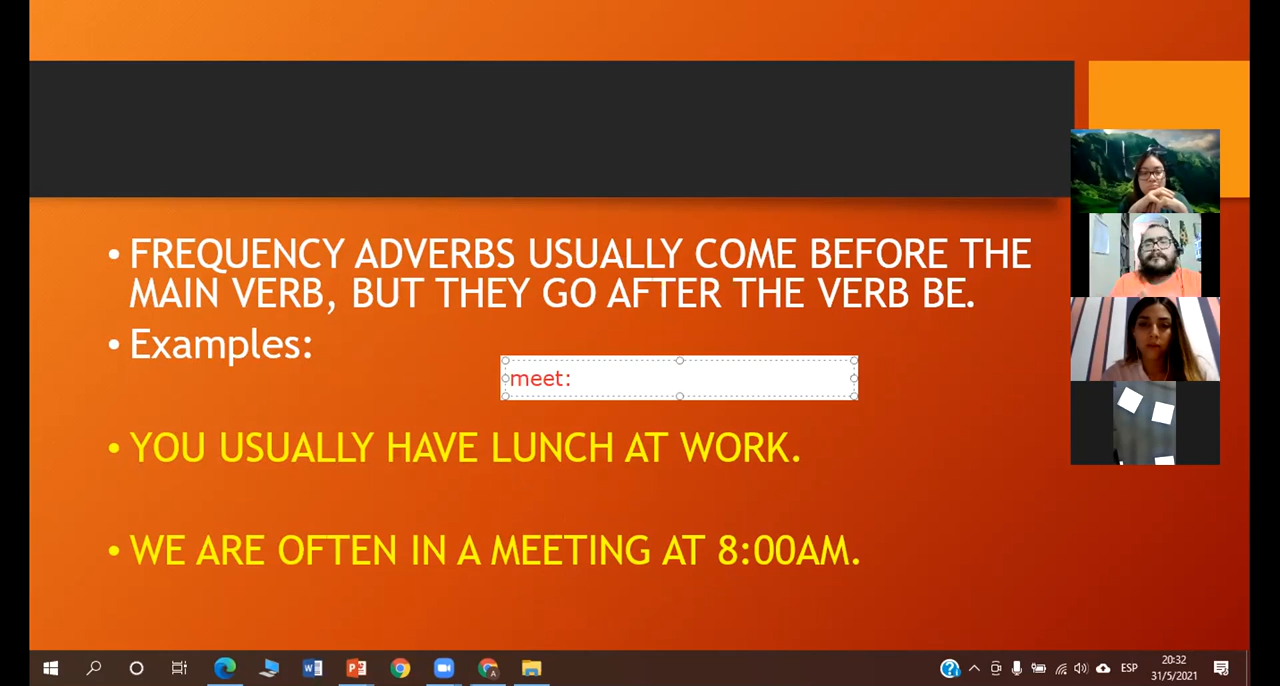 • FREQUENCY ADVERBS USUALLY COME BEFORE THE
MAIN VERB, BUT THEY GO AFTER THE VERB BE.
• Examples:
meet:
• YOU USUALLY HAVE LUNCH AT WORK.
• WE ARE OFTEN IN A MEETING AT 8:00AM.
ESP
20:32
31/5/2021